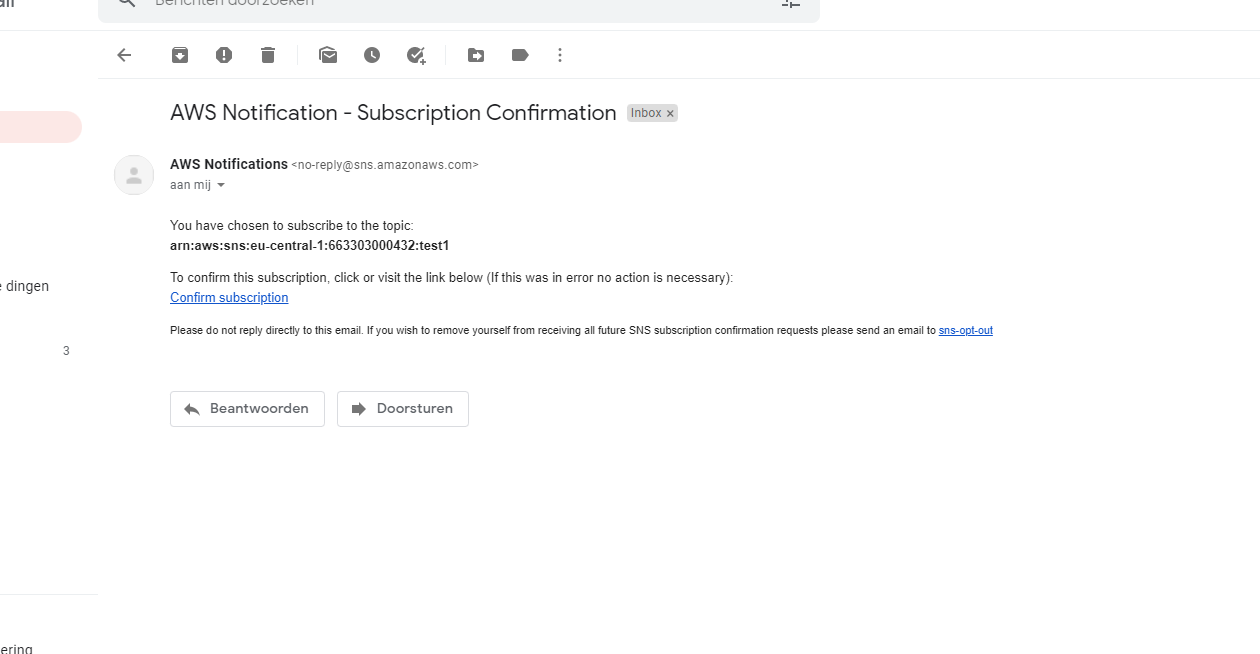 Berichten doorzoeken
AWS Notification - Subscription Confirmation Inbox x
AWS Notifications <no-reply@sns.amazonaws.com>
aan mij
You have chosen to subscribe to the topic:
arn:aws:sns:eu-central-1:663303000432:test1
To confirm this subscription, click or visit the link below (If this was in error no action is necessary):
Confirm subscription
e dingen
Please do not reply directly to this email. If you wish to remove yourself from receiving all future SNS subscription confirmation requests please send an email to sns-opt-out
3
Beantwoorden Doorsturen
ering